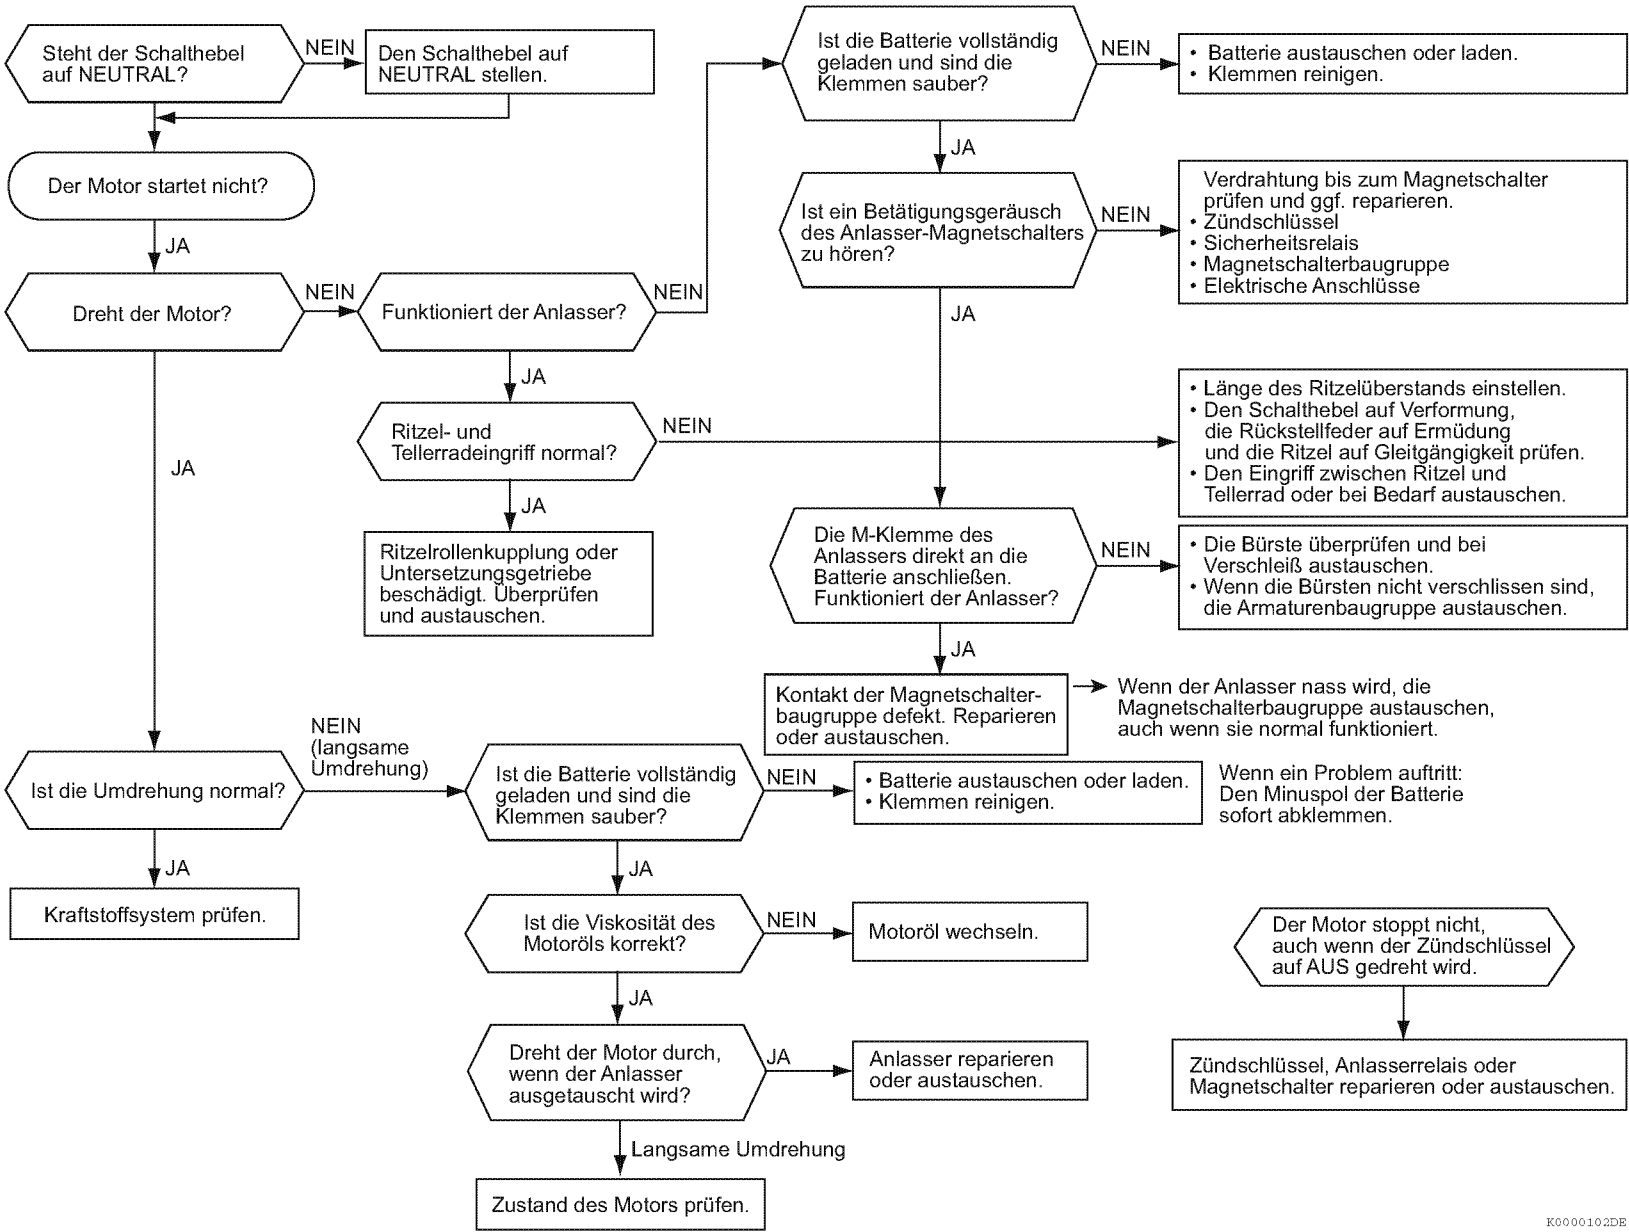 Steht der Schalthebel
auf NEUTRAL?
NEIN
Den Schalthebel auf
NEUTRAL stellen.
Der Motor startet nicht?
JA
Dreht der Motor?
NEIN
Funktioniert der Anlasser?
NEIN
JA
Ritzel- und
Tellerradeingriff normal?
NEIN
JA
Ritzelrollenkupplung oder
Untersetzungsgetriebe
beschädigt. Überprüfen
und austauschen.
JA
Ist die Batterie vollständig
geladen und sind die
Klemmen sauber?
NEIN
• Batterie austauschen oder laden.
• Klemmen reinigen.
JA
Ist ein Betätigungsgeräusch
des Anlasser-Magnetschalters
zu hören?
NEIN
Verdrahtung bis zum Magnetschalter
prüfen und ggf. reparieren.
• Zündschlüssel
• Sicherheitsrelais
• Magnetschalterbaugruppe
• Elektrische Anschlüsse
JA
• Länge des Ritzelüberstands einstellen.
• Den Schalthebel auf Verformung,
die Rückstellfeder auf Ermüdung
und die Ritzel auf Gleitgängigkeit prüfen.
• Den Eingriff zwischen Ritzel und
Tellerrad oder bei Bedarf austauschen.
Die M-Klemme des
Anlassers direkt an die
Batterie anschließen.
Funktioniert der Anlasser?
NEIN
• Die Bürste überprüfen und bei
Verschleiß austauschen.
• Wenn die Bürsten nicht verschlissen sind,
die Armaturenbaugruppe austauschen.
JA
Kontakt der Magnetschalter-
baugruppe defekt. Reparieren
oder austauschen.
Wenn der Anlasser nass wird, die
Magnetschalterbaugruppe austauschen,
auch wenn sie normal funktioniert.
Ist die Umdrehung normal?
NEIN
(langsame
Umdrehung)
JA
Kraftstoffsystem prüfen.
Ist die Batterie vollständig
geladen und sind die
Klemmen sauber?
NEIN
• Batterie austauschen oder laden.
• Klemmen reinigen.
Wenn ein Problem auftritt:
Den Minuspol der Batterie
sofort abklemmen.
JA
Ist die Viskosität des
Motoröls korrekt?
NEIN
Motoröl wechseln.
JA
Dreht der Motor durch,
wenn der Anlasser
ausgetauscht wird?
JA
Anlasser reparieren
oder austauschen.
Langsame Umdrehung
Zustand des Motors prüfen.
Der Motor stoppt nicht,
auch wenn der Zündschlüssel
auf AUS gedreht wird.
Zündschlüssel, Anlasserrelais oder
Magnetschalter reparieren oder austauschen.
K0000102DE